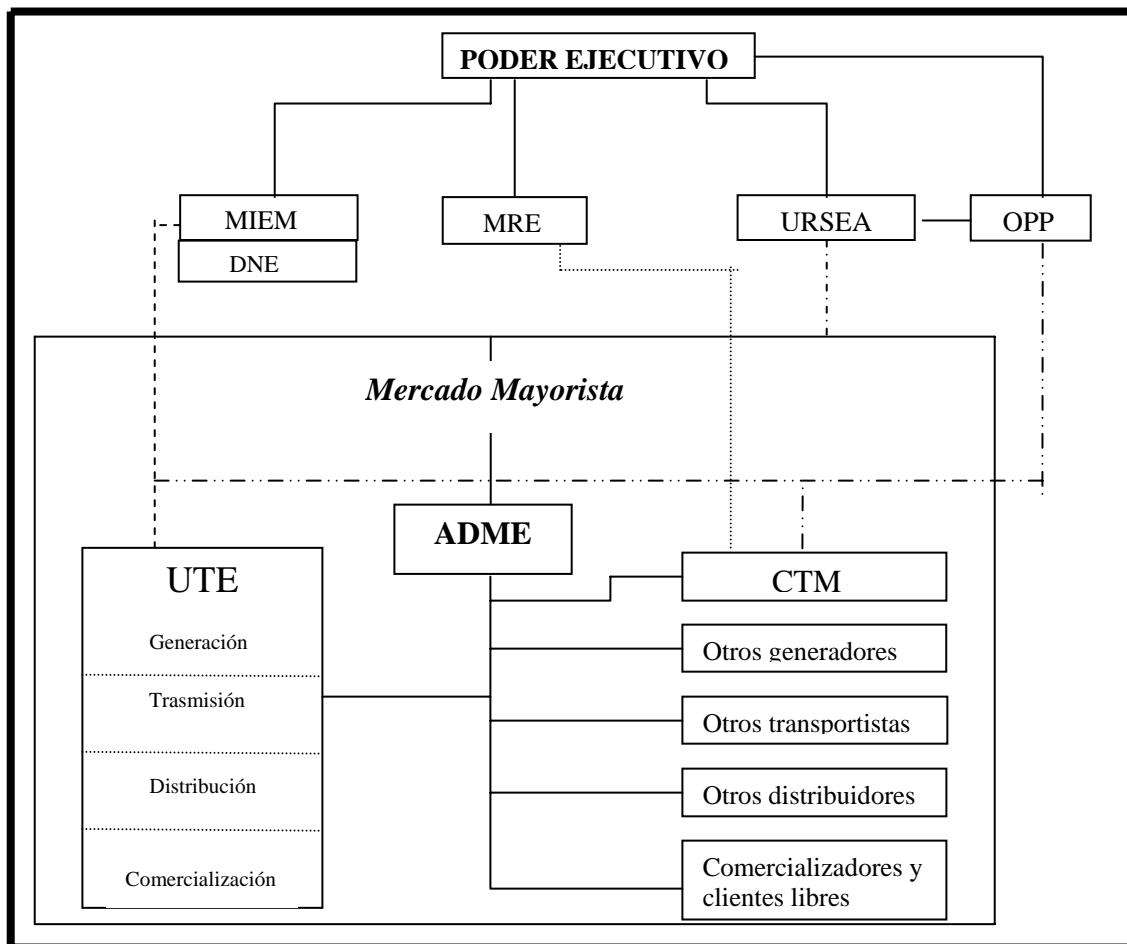 PODER EJECUTIVO
MIEM
MRE
URSEA
OPP
DNE
Mercado Mayorista
ADME
UTE
CTM
Generación
Otros generadores
Trasmisión
Otros transportistas
Distribución
Otros distribuidores
Comercialización
Comercializadores y
clientes libres